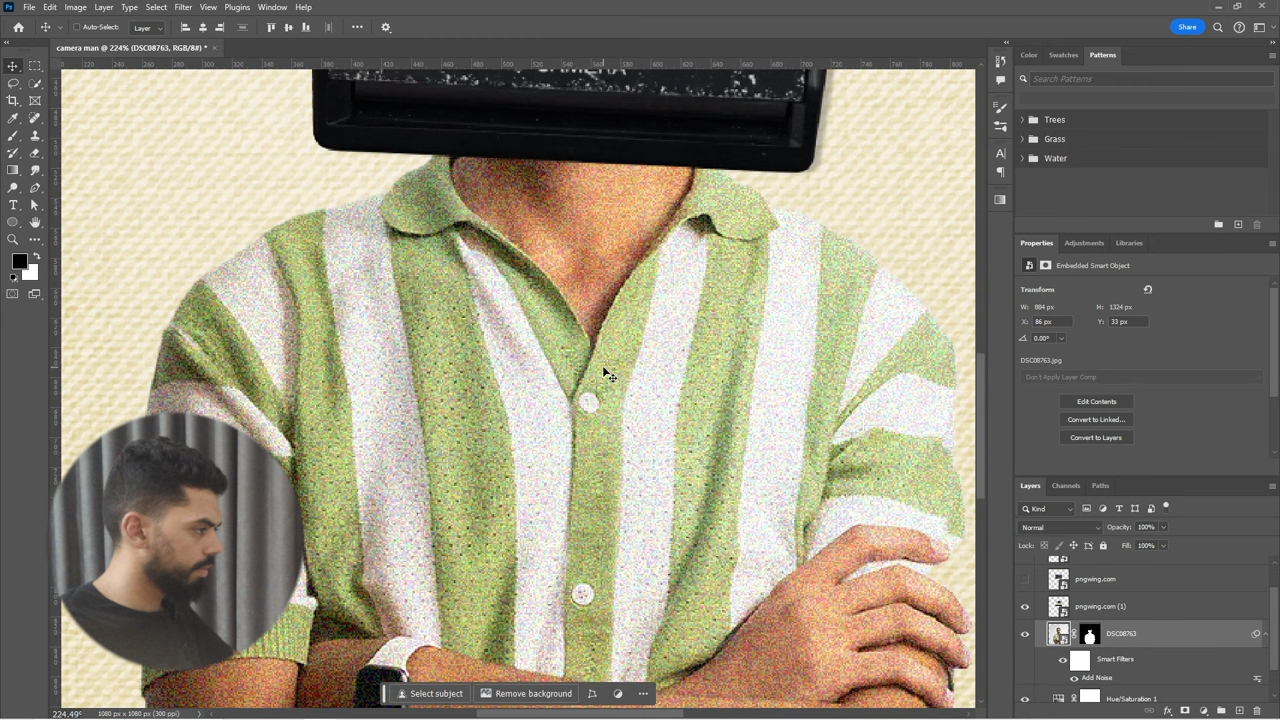 Ps File Edit Image Layer Type Select Filter View Plugins Window Help
Auto-Select: Layer Share
camera man @ 224% (DSC08763, RGB/8#) * ×
CAMERA
Color Swatches Patterns
Search Patterns
Trees
Grass
Water
Properties Adjustments Libraries
Embedded Smart Object
Transform
W: 884 px H: 1324 px
X: 86 px Y: 33 px
0.00°
DSC08763.jpg
Don't Apply Layer Comp
Edit Contents
Convert to Linked...
Convert to Layers
Layers Channels Paths
Kind
Normal Opacity: 100%
Lock: Fill: 100%
pngwing.com
pngwing.com (1)
DSC08763
Smart Filters
Add Noise
Hue/Saturation 1
Select subject Remove background
224.49% 1080 px x 1080 px (300 ppi)